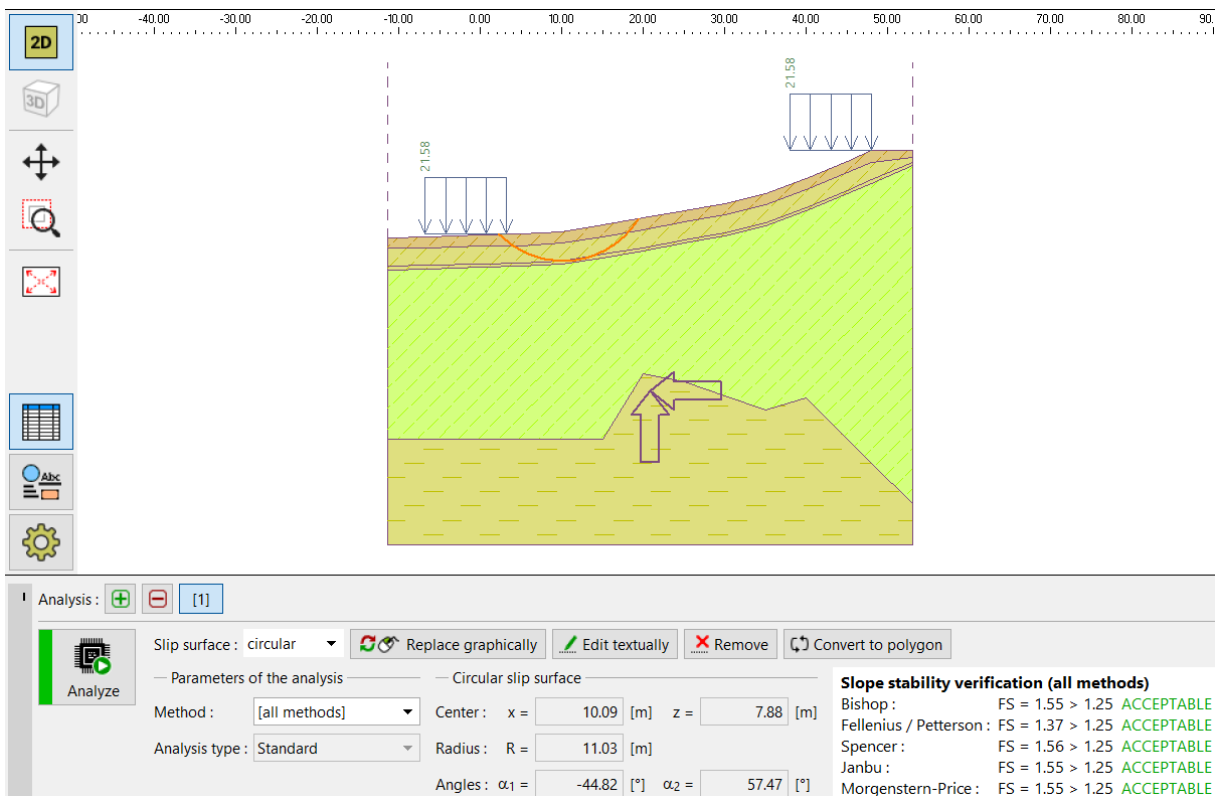 00 -40.00 -30.00 -20.00 -10.00 0.00 10.00 20.00 30.00 40.00 50.00 60.00 70.00 80.00 90.
2D
3D
21.58
21.58
Abc
Analysis : [1]
Analyze
Slip surface : circular Replace graphically Edit textually Remove Convert to polygon
Parameters of the analysis
Method : [all methods]
Analysis type : Standard
Circular slip surface
Center : x = 10.09 [m] z = 7.88 [m]
Radius : R = 11.03 [m]
Angles : α1 = -44.82 [°] α2 = 57.47 [°]
Slope stability verification (all methods)
Bishop : FS = 1.55 > 1.25 ACCEPTABLE
Fellenius / Petterson : FS = 1.37 > 1.25 ACCEPTABLE
Spencer : FS = 1.56 > 1.25 ACCEPTABLE
Janbu : FS = 1.55 > 1.25 ACCEPTABLE
Morgenstern-Price : FS = 1.55 > 1.25 ACCEPTABLE